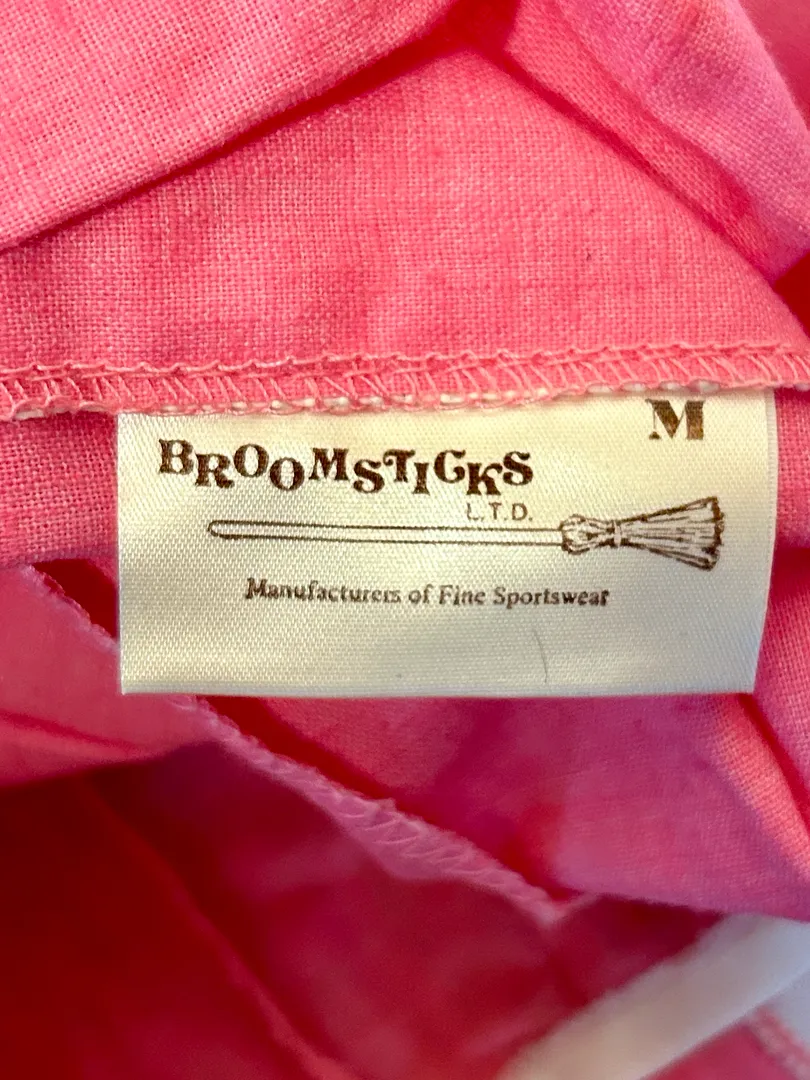 M
BROOMSTICKS
L.T.D.
Manufacturers of Fine Sportswear